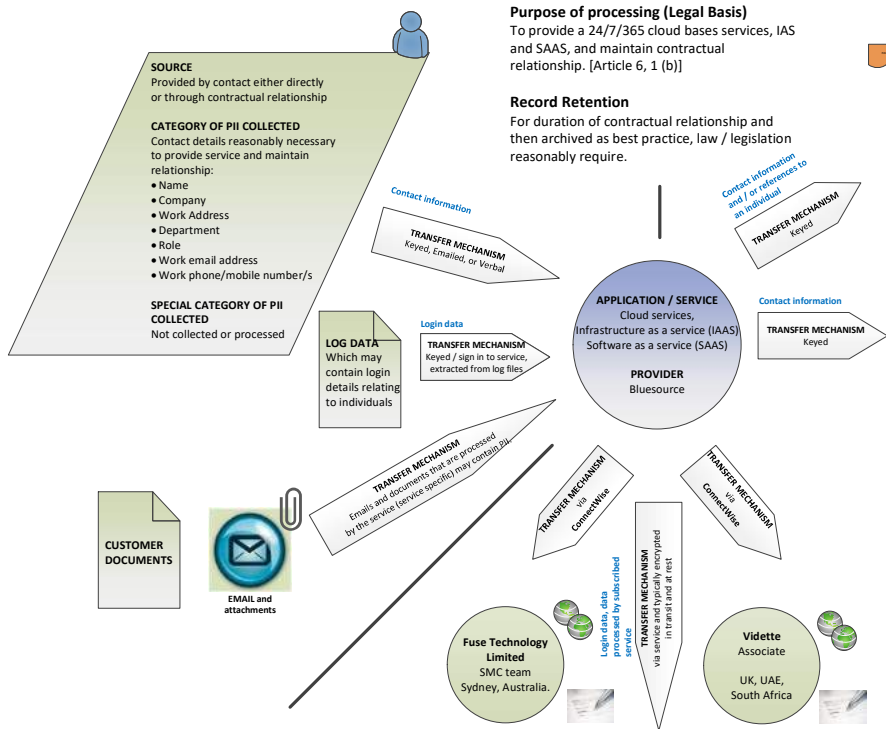 Purpose of processing (Legal Basis)
To provide a 24/7/365 cloud bases services, IAS
and SAAS, and maintain contractual
relationship. [Article 6, 1 (b)]
Record Retention
For duration of contractual relationship and
then archived as best practice, law / legislation
reasonably require.
SOURCE
Provided by contact either directly
or through contractual relationship
CATEGORY OF PII COLLECTED
Contact details reasonably necessary
to provide service and maintain
relationship:
• Name
• Company
• Work Address
• Department
• Role
• Work email address
• Work phone/mobile number/s
SPECIAL CATEGORY OF PII
COLLECTED
Not collected or processed
Contact information
TRANSFER MECHANISM
Keyed, Emailed, or Verbal
Contact information
and / or references to
an individual
TRANSFER MECHANISM
Keyed
LOG DATA
Which may
contain login
details relating
to individuals
Login data
TRANSFER MECHANISM
Keyed / sign in to service,
extracted from log files
APPLICATION / SERVICE
Cloud services,
Infrastructure as a service (IAAS)
Software as a service (SAAS)
PROVIDER
Bluesource
Contact information
TRANSFER MECHANISM
Keyed
TRANSFER MECHANISM
Emails and documents that are processed
by the service (service specific) may contain PII.
CUSTOMER
DOCUMENTS
EMAIL and
attachments
TRANSFER MECHANISM
via
ConnectWise
TRANSFER MECHANISM
via
ConnectWise
Login data, data
processed by subscribed
service
TRANSFER MECHANISM
via service and typically encrypted
in transit and at rest
Fuse Technology
Limited
SMC team
Sydney, Australia.
Vidette
Associate
UK, UAE,
South Africa